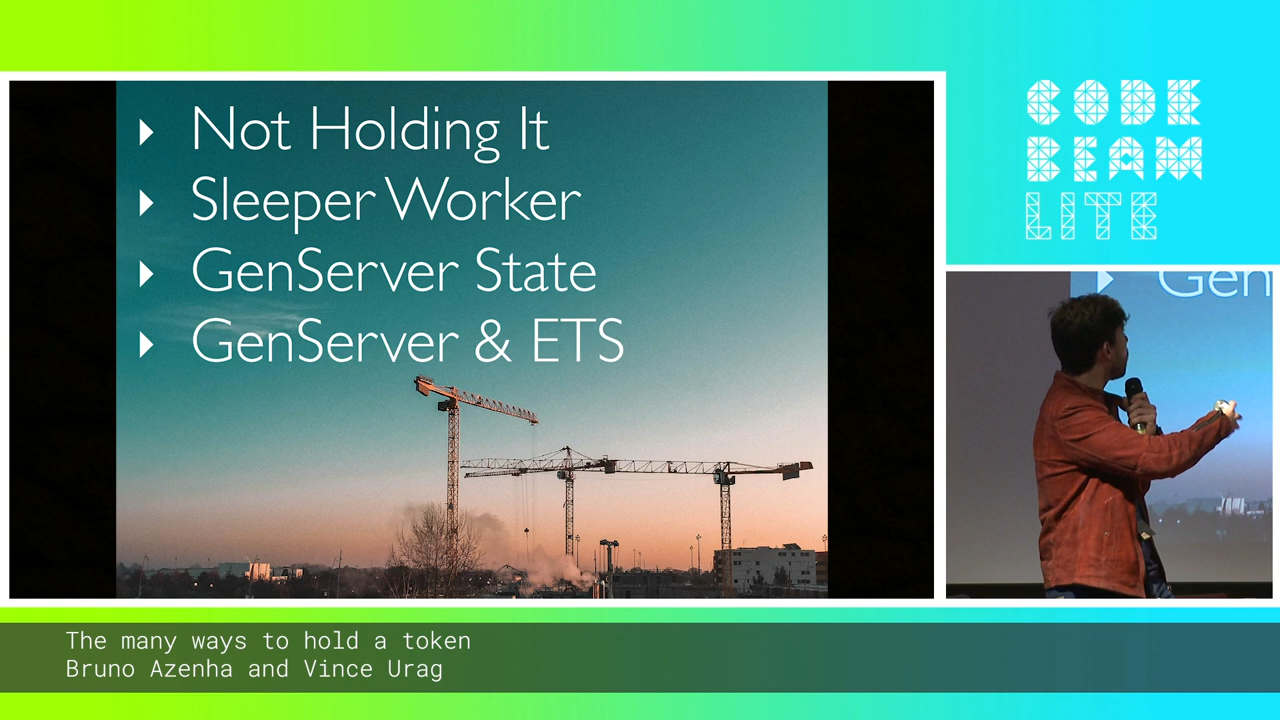 Not Holding It
Sleeper Worker
GenServer State
GenServer & ETS
CODE
BEAM
LITE
Gen
The many ways to hold a token
Bruno Azenha and Vince Urag